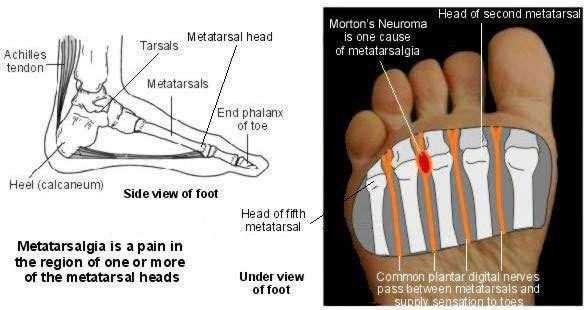 Achilles
tendon
Tarsals
Metatarsal head
Metatarsals
End phalanx
of toe
Heel (calcaneum)
Side view of foot
Metatarsalgia is a pain in
the region of one or more
of the metatarsal heads
Morton's Neuroma
is one cause
of metatarsalgia
Head of second metatarsal
Head of fifth
metatarsal
Under view
of foot
Common plantar digital nerves
pass between metatarsals and
supply sensation to toes